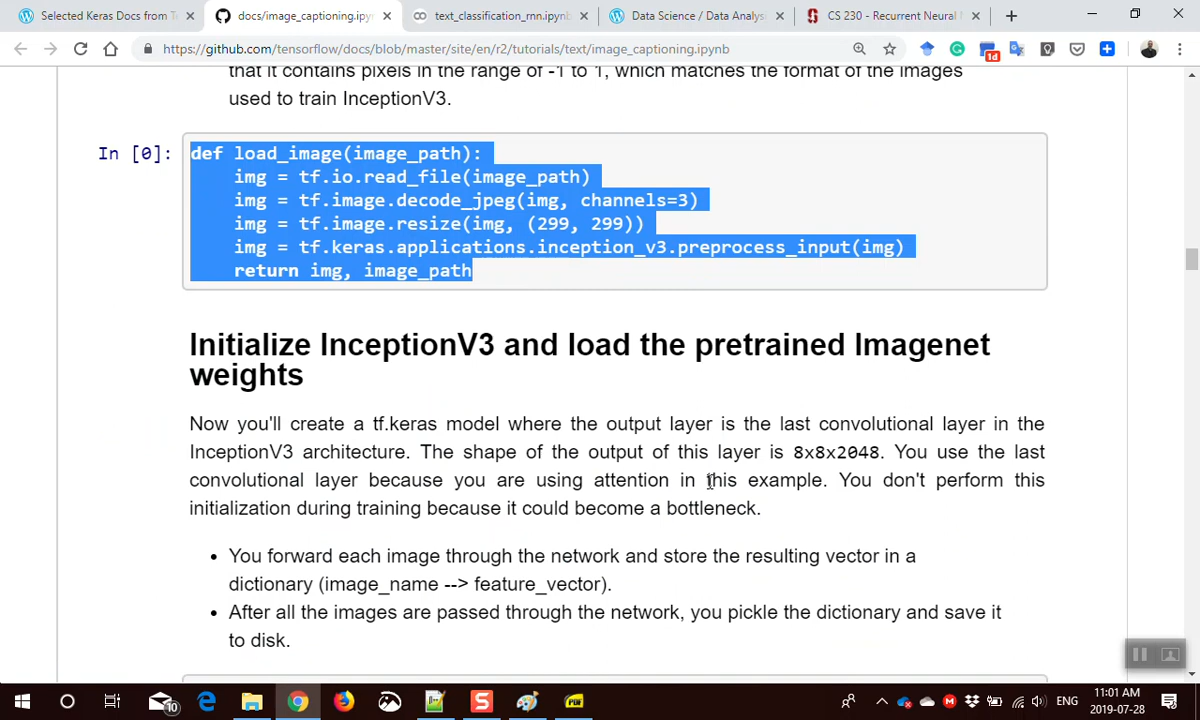 Selected Keras Docs from T
docs/image_captioning.ipyn
text_classification_rnn.ipynb
Data Science / Data Analysi
CS 230 - Recurrent Neural
https://github.com/tensorflow/docs/blob/master/site/en/r2/tutorials/text/image_captioning.ipynb
1d
that it contains pixels in the range of -1 to 1, which matches the format of the images
used to train InceptionV3.
In [0]:
def load_image(image_path):
img = tf.io.read_file(image_path)
img = tf.image.decode_jpeg(img, channels=3)
img = tf.image.resize(img, (299, 299))
img = tf.keras.applications.inception_v3.preprocess_input(img)
return img, image_path
Initialize InceptionV3 and load the pretrained Imagenet
weights
Now you'll create a tf.keras model where the output layer is the last convolutional layer in the
InceptionV3 architecture. The shape of the output of this layer is 8x8x2048. You use the last
convolutional layer because you are using attention in this example. You don't perform this
initialization during training because it could become a bottleneck.
• You forward each image through the network and store the resulting vector in a
dictionary (image_name --> feature_vector).
• After all the images are passed through the network, you pickle the dictionary and save it
to disk.
10
ENG
11:01 AM
2019-07-28